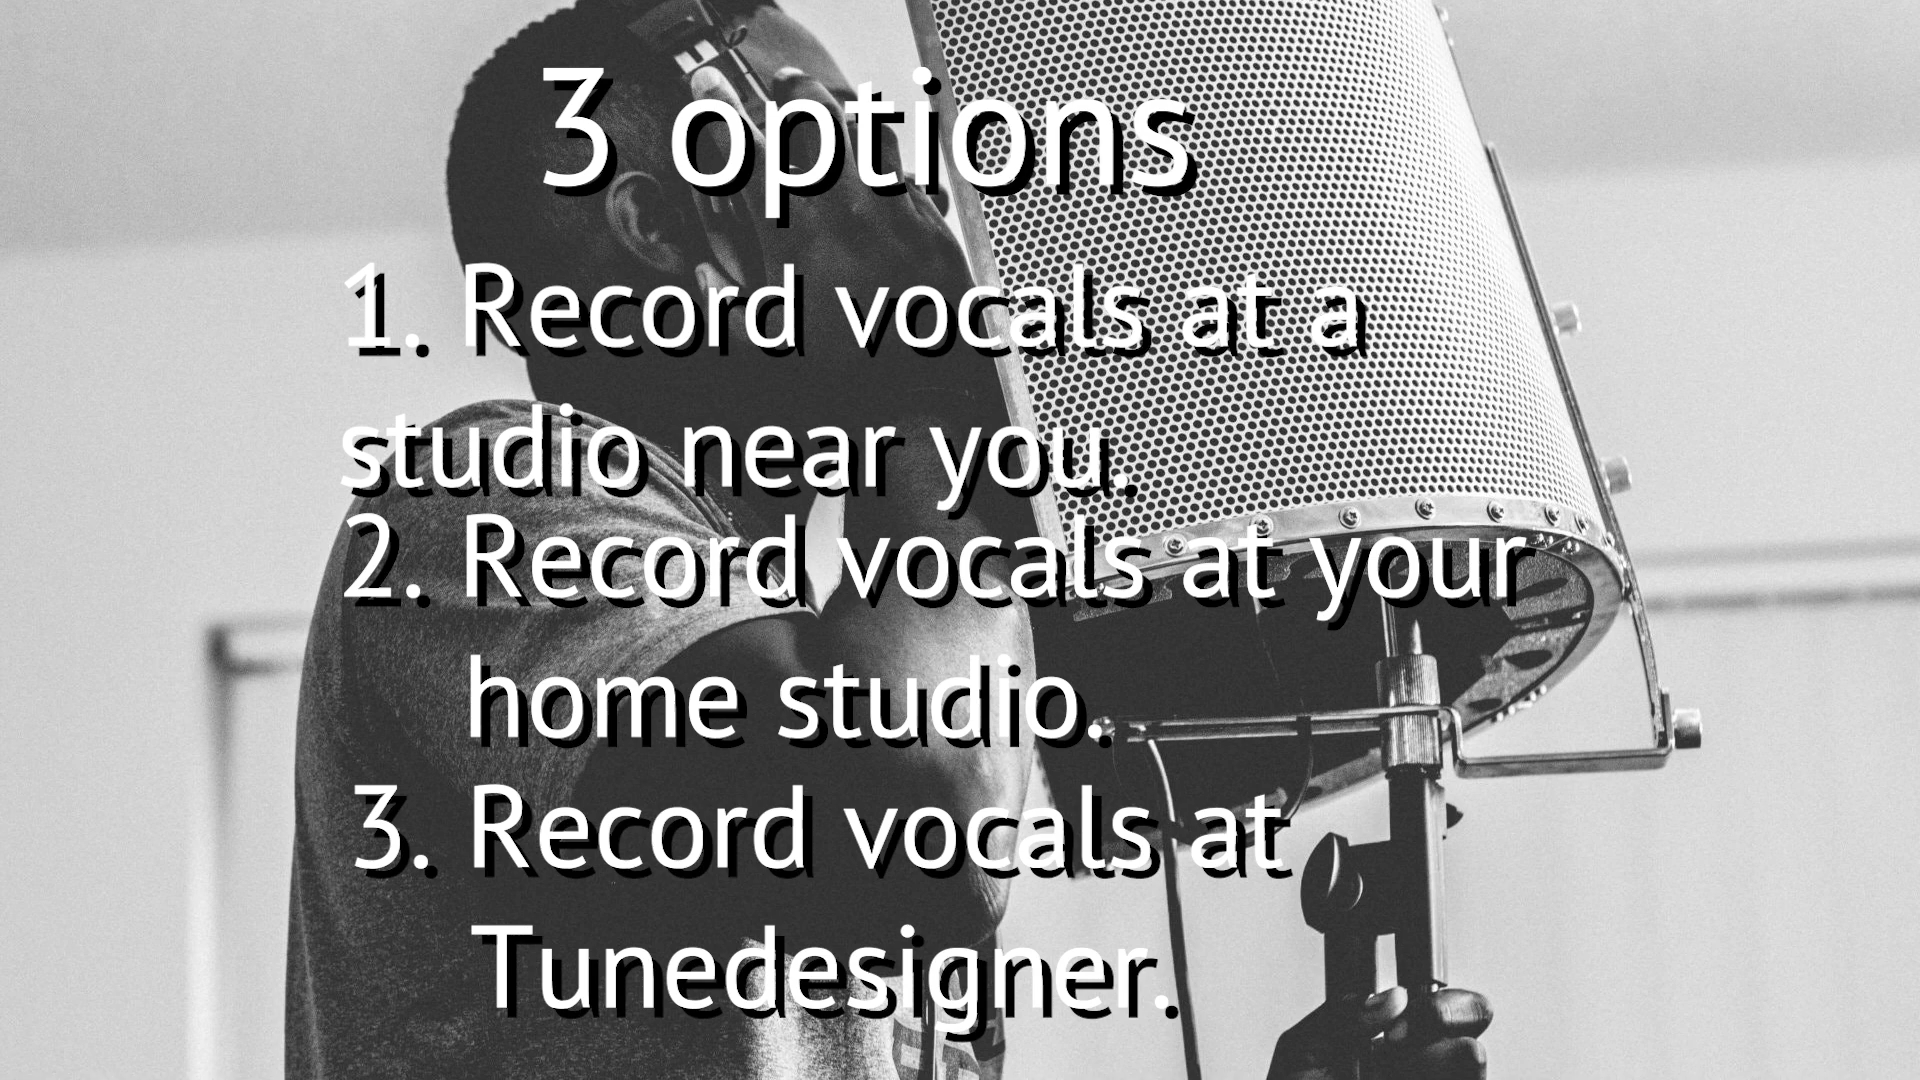 3 options
1. Record vocals at a
studio near you.
2. Record vocals at your
home studio.
3. Record vocals at
Tunedesigner.